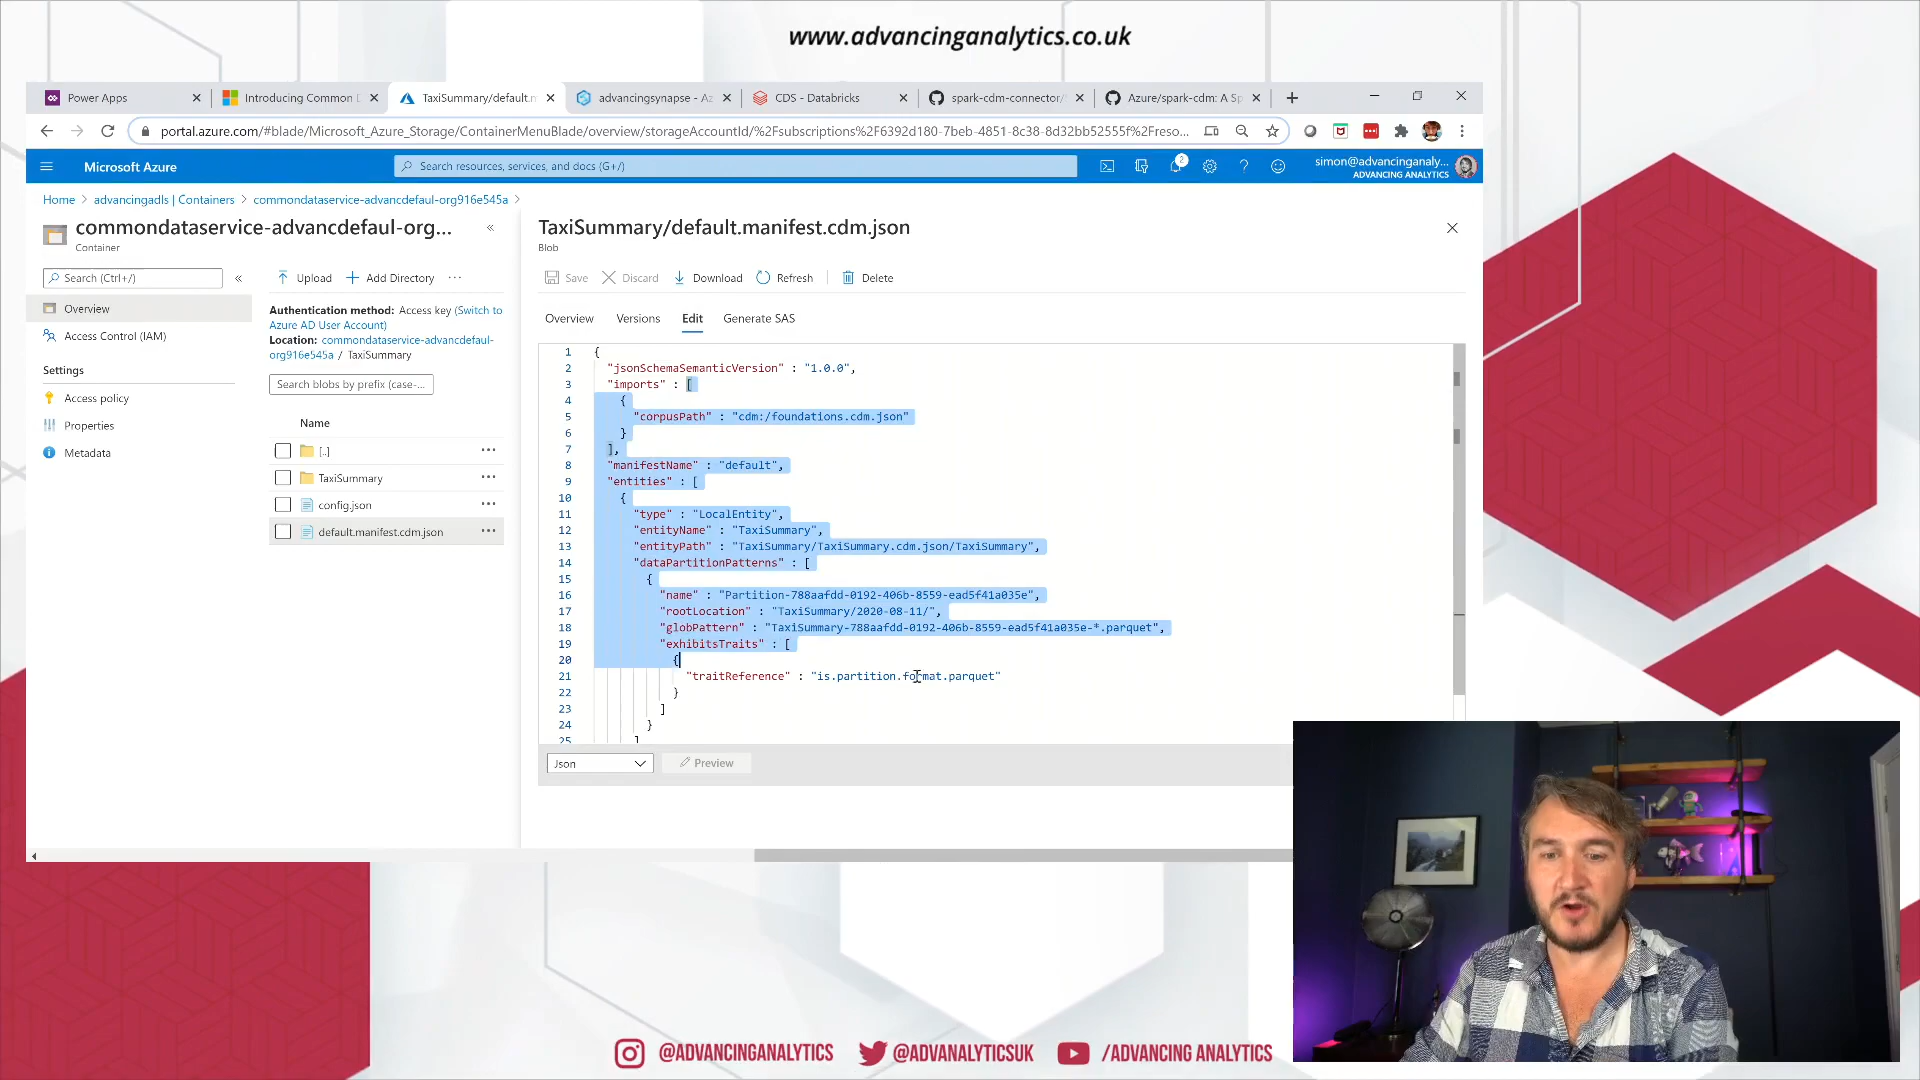 www.advancinganalytics.co.uk
Power Apps
Introducing Common D
TaxiSummary/default.m
advancingsynapse - Az
CDS - Databricks
spark-cdm-connector/
Azure/spark-cdm: A Sp
portal.azure.com/#blade/Microsoft_Azure_Storage/ContainerMenuBlade/overview/storageAccountId/%2Fsubscriptions%2F6392d180-7beb-4851-8c38-8d32bb52555f%2Freso...
Microsoft Azure
Search resources, services, and docs (G+/)
2
simon@advancinganaly...
ADVANCING ANALYTICS
Home > advancingadls | Containers > commondataservice-advancdefaul-org916e545a >
commondataservice-advancdefaul-org...
Container
Search (Ctrl+/)
Overview
Access Control (IAM)
Settings
Access policy
Properties
Metadata
Upload
Add Directory
Authentication method: Access key (Switch to
Azure AD User Account)
Location: commondataservice-advancdefaul-
org916e545a / TaxiSummary
Search blobs by prefix (case-...
Name
[..]
TaxiSummary
config.json
default.manifest.cdm.json
TaxiSummary/default.manifest.cdm.json
Blob
Save
Discard
Download
Refresh
Delete
Overview
Versions
Edit
Generate SAS
1 {
2 "jsonSchemaSemanticVersion" : "1.0.0",
3 "imports" : [
4 {
5 "corpusPath" : "cdm:/foundations.cdm.json"
6 }
7 ],
8 "manifestName" : "default",
9 "entities" : [
10 {
11 "type" : "LocalEntity",
12 "entityName" : "TaxiSummary",
13 "entityPath" : "TaxiSummary/TaxiSummary.cdm.json/TaxiSummary",
14 "dataPartitionPatterns" : [
15 {
16 "name" : "Partition-788aafdd-0192-406b-8559-ead5f41a035e",
17 "rootLocation" : "TaxiSummary/2020-08-11/",
18 "globPattern" : "TaxiSummary-788aafdd-0192-406b-8559-ead5f41a035e-*.parquet",
19 "exhibitsTraits" : [
20 {
21 "traitReference" : "is.partition.format.parquet"
22 }
23 ]
24 }
25 ]
Json
Preview
@ADVANCINGANALYTICS
@ADVANALYTICSUK
/ADVANCING ANALYTICS